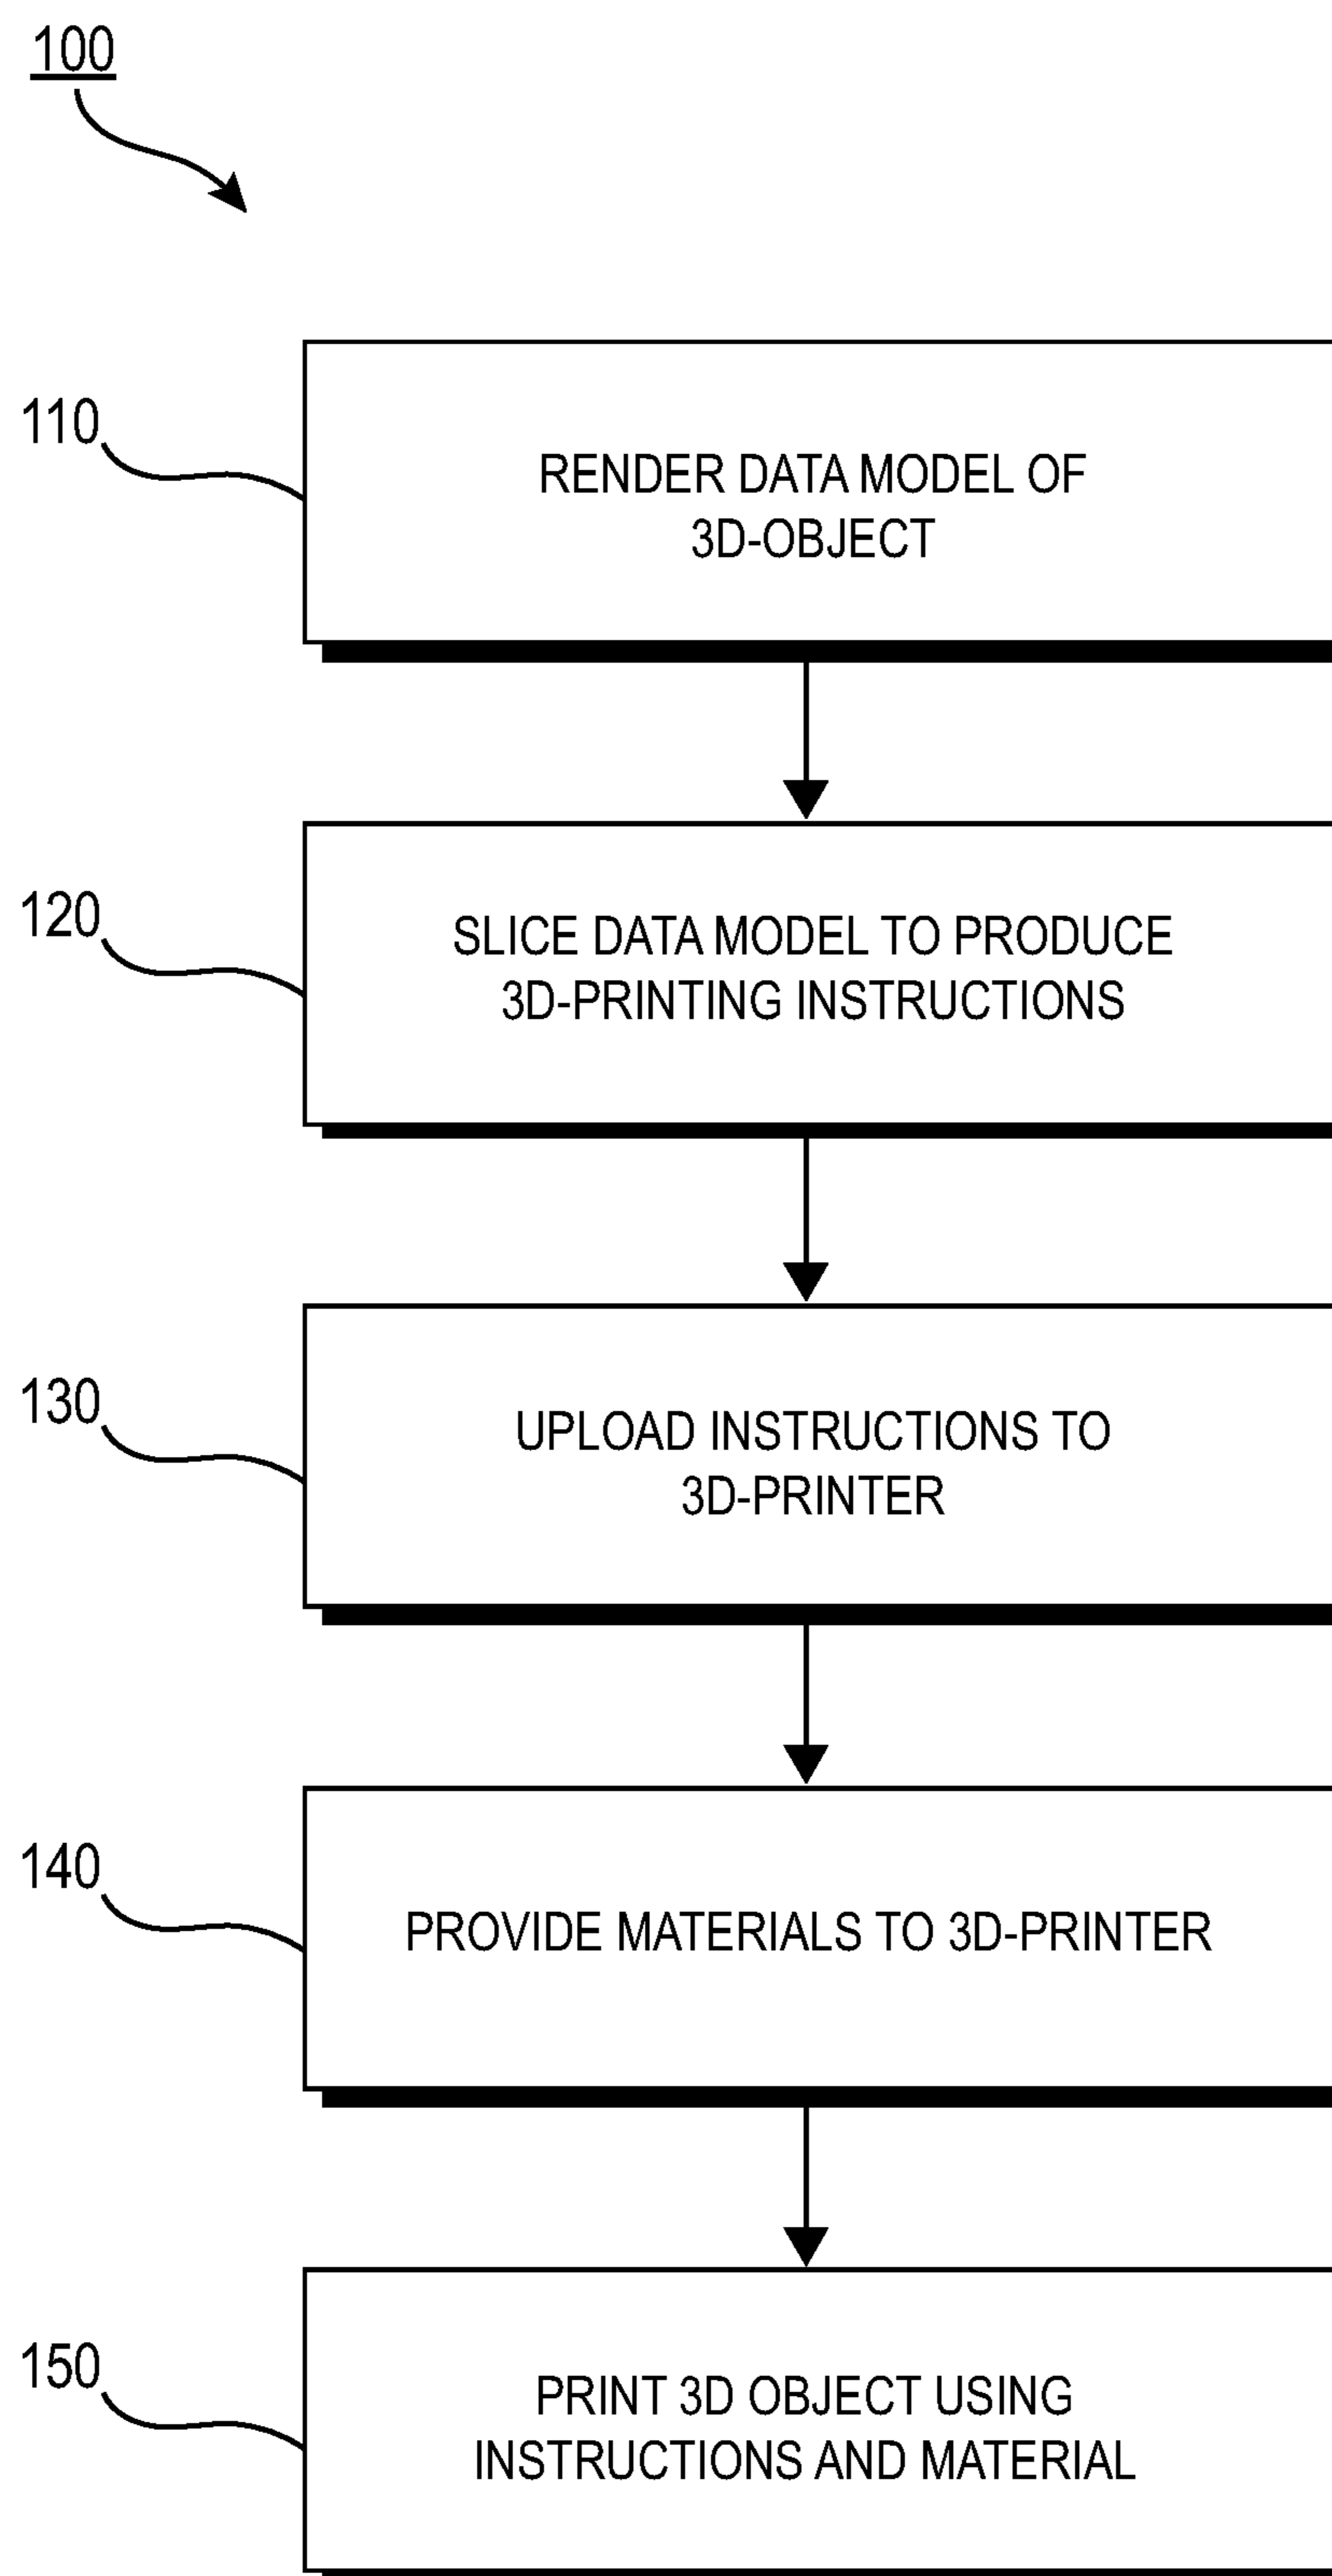 100
110
RENDER DATA MODEL OF
3D-OBJECT
120
SLICE DATA MODEL TO PRODUCE
3D-PRINTING INSTRUCTIONS
130
UPLOAD INSTRUCTIONS TO
3D-PRINTER
140
PROVIDE MATERIALS TO 3D-PRINTER
150
PRINT 3D OBJECT USING
INSTRUCTIONS AND MATERIAL